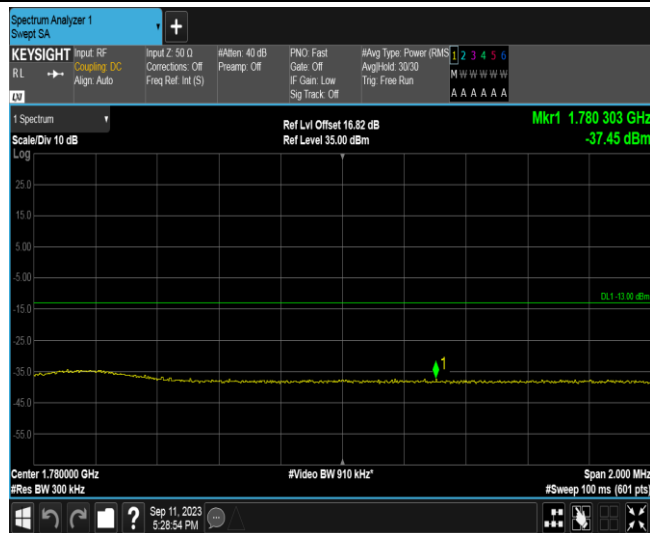 Spectrum Analyzer 1
Swept SA
+
KEYSIGHT
RL
Input: RF
Coupling: DC
Align: Auto
Input Z: 50 Ω
Corrections: Off
Freq Ref: Int (S)
#Atten: 40 dB
Preamp: Off
PNO: Fast
Gate: Off
IF Gain: Low
Sig Track: Off
#Avg Type: Power (RMS
Avg|Hold: 30/30
Trig: Free Run
1 2 3 4 5 6
M W W W W W
A A A A A A
1 Spectrum
Scale/Div 10 dB
Log
Ref Lvl Offset 16.82 dB
Ref Level 35.00 dBm
Mkr1 1.780 303 GHz
-37.45 dBm
25.0
15.0
5.00
-5.00
DL1 -13.00 dBm
-15.0
-25.0
1
-35.0
-45.0
-55.0
Center 1.780000 GHz
#Res BW 300 kHz
#Video BW 910 kHz*
Span 2.000 MHz
#Sweep 100 ms (601 pts)
?
Sep 11, 2023
5:28:54 PM